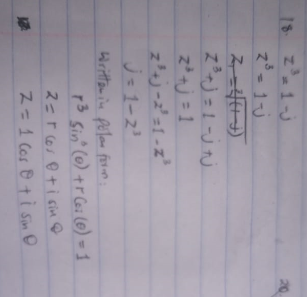 18. z³ = 1 - j
z³ = 1 - j
z³ + j = 1 - j + j
z³ + j = 1
z³ + j - z³ = 1 - z³
j = 1 - z³
Written in polar form:
r³ sin³(θ) + r cos(θ) = 1
z = r cos θ + i sin θ
z = 1 cos θ + i sin θ